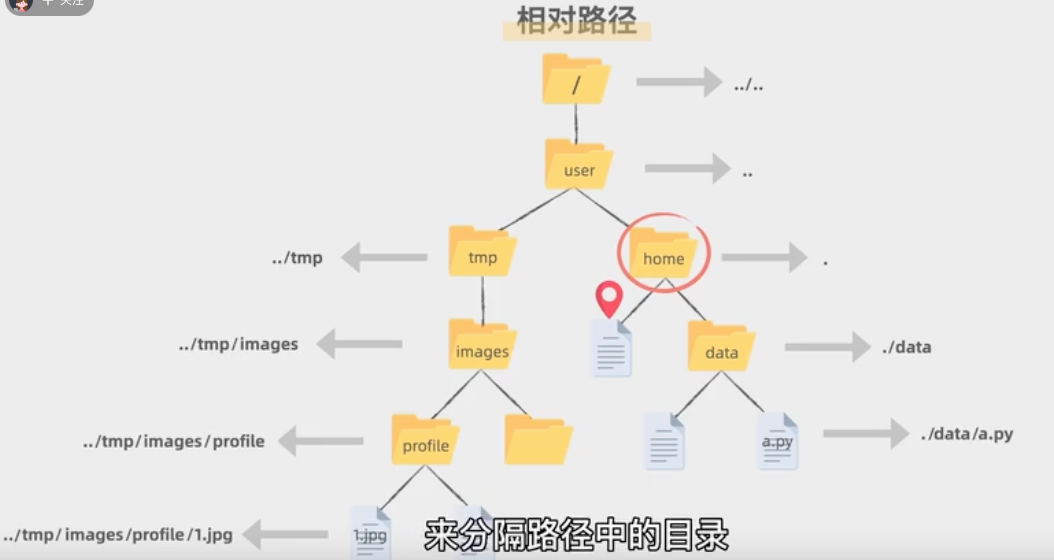 + 关注
相对路径
/
../..
user
..
../tmp
tmp
home
.
../tmp/images
images
data
./data
../tmp/images/profile
profile
a.py
./data/a.py
../tmp/images/profile/1.jpg
1.jpg
来分隔路径中的目录